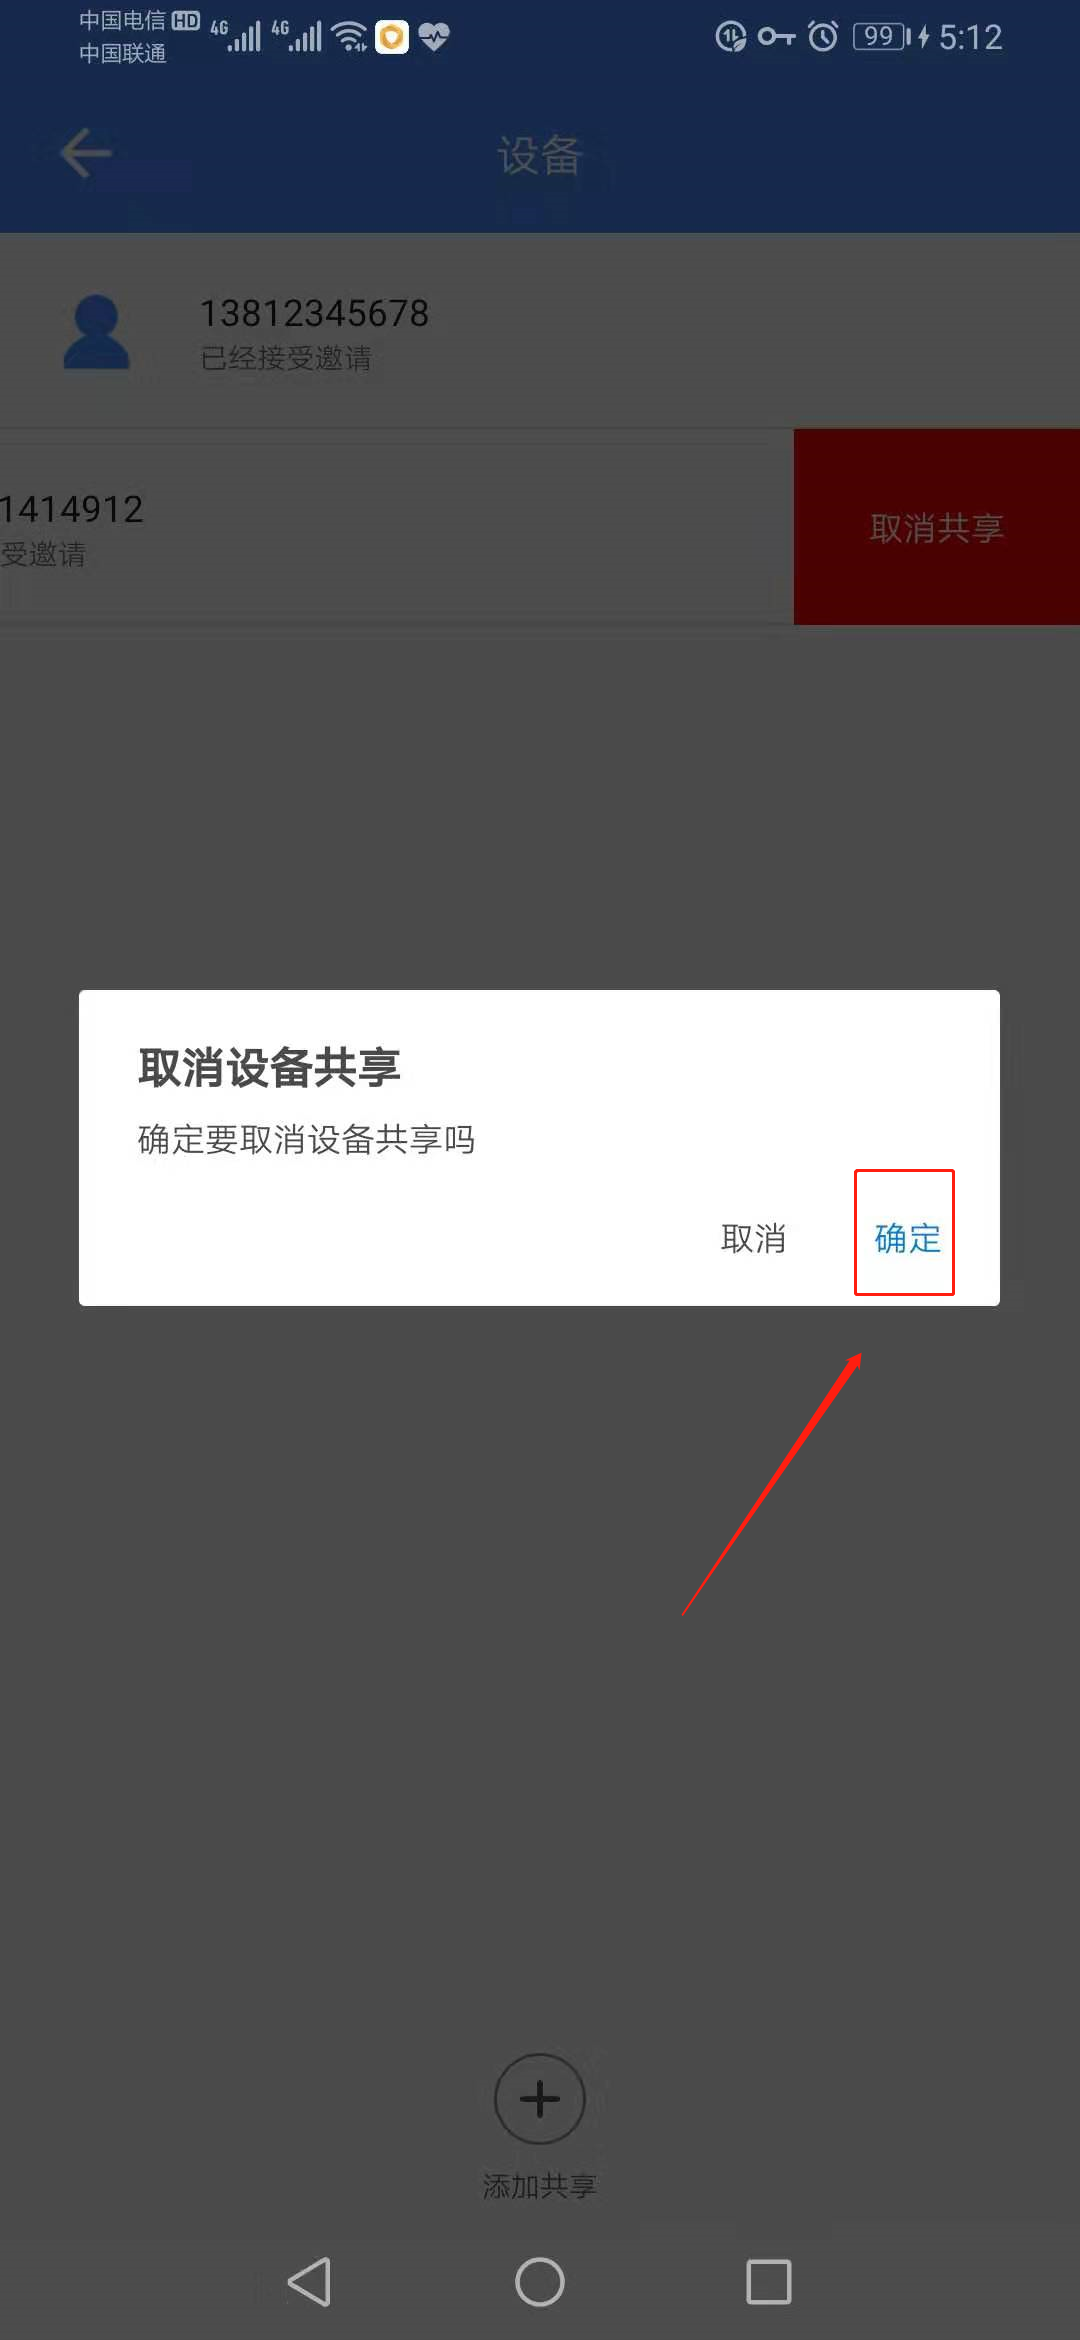 中国电信 HD 4G 4G 99 5:12
中国联通
设备
13812345678
已经接受邀请
1414912
受邀请
取消共享
取消设备共享
确定要取消设备共享吗
取消 确定
添加共享